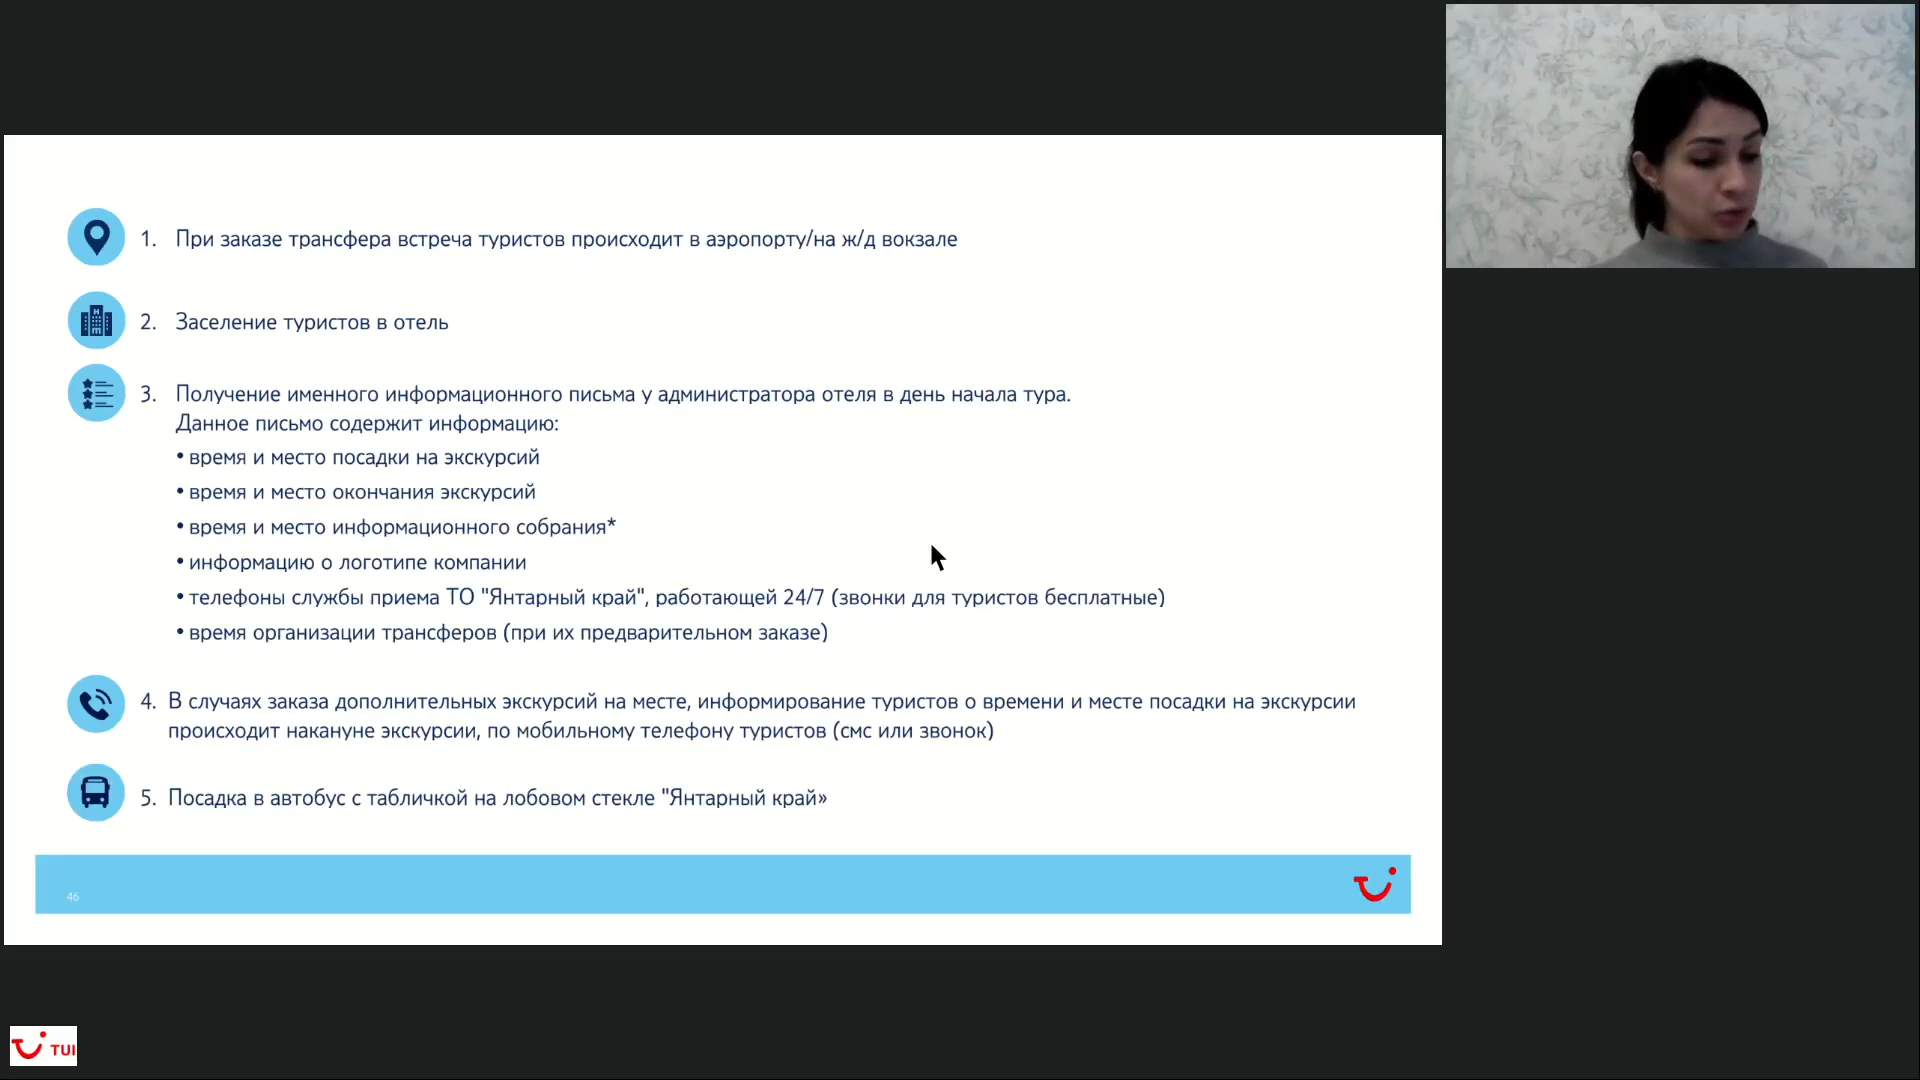 1. При заказе трансфера встреча туристов происходит в аэропорту/на ж/д вокзале
2. Заселение туристов в отель
3. Получение именного информационного письма у администратора отеля в день начала тура.
Данное письмо содержит информацию:
• время и место посадки на экскурсий
• время и место окончания экскурсий
• время и место информационного собрания*
• информацию о логотипе компании
• телефоны службы приема ТО "Янтарный край", работающей 24/7 (звонки для туристов бесплатные)
• время организации трансферов (при их предварительном заказе)
4. В случаях заказа дополнительных экскурсий на месте, информирование туристов о времени и месте посадки на экскурсии
происходит накануне экскурсии, по мобильному телефону туристов (смс или звонок)
5. Посадка в автобус с табличкой на лобовом стекле "Янтарный край»
46
TUI